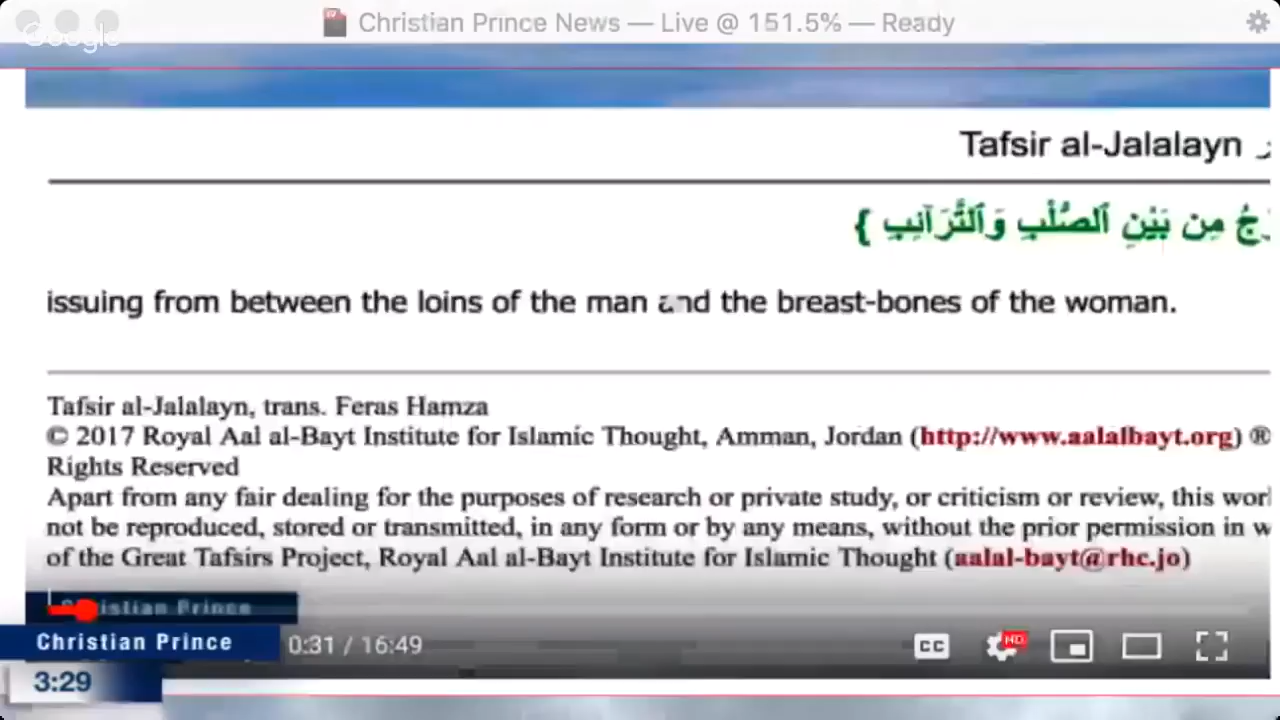 Google
Christian Prince News — Live @ 151.5% — Ready
Tafsir al-Jalalayn
مِن بَيْنِ ٱلصُّلْبِ وَٱلتَّرَآئِبِ }
issuing from between the loins of the man and the breast-bones of the woman.
Tafsir al-Jalalayn, trans. Feras Hamza
© 2017 Royal Aal al-Bayt Institute for Islamic Thought, Amman, Jordan (http://www.aalalbayt.org) ®
Rights Reserved
Apart from any fair dealing for the purposes of research or private study, or criticism or review, this wor
not be reproduced, stored or transmitted, in any form or by any means, without the prior permission in w
of the Great Tafsirs Project, Royal Aal al-Bayt Institute for Islamic Thought (aalal-bayt@rhc.jo)
Christian Prince
Christian Prince
0:31 / 16:49
CC
HD
3:29